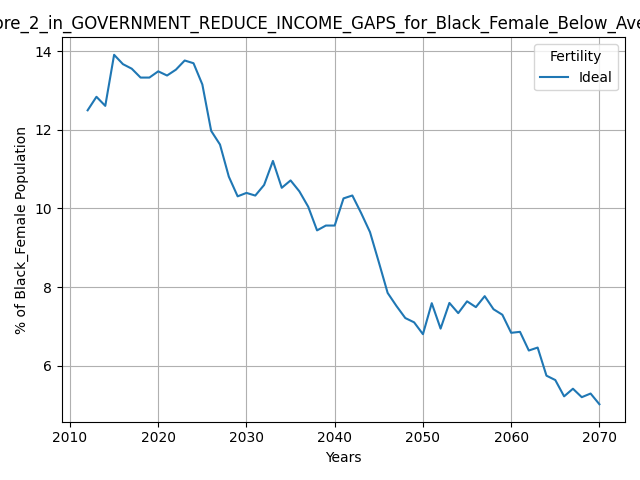 ore_2_in_GOVERNMENT_REDUCE_INCOME_GAPS_for_Black_Female_Below_Ave
Fertility
Ideal
% of Black_Female Population
14
12
10
8
6
2010 2020 2030 2040 2050 2060 2070
Years